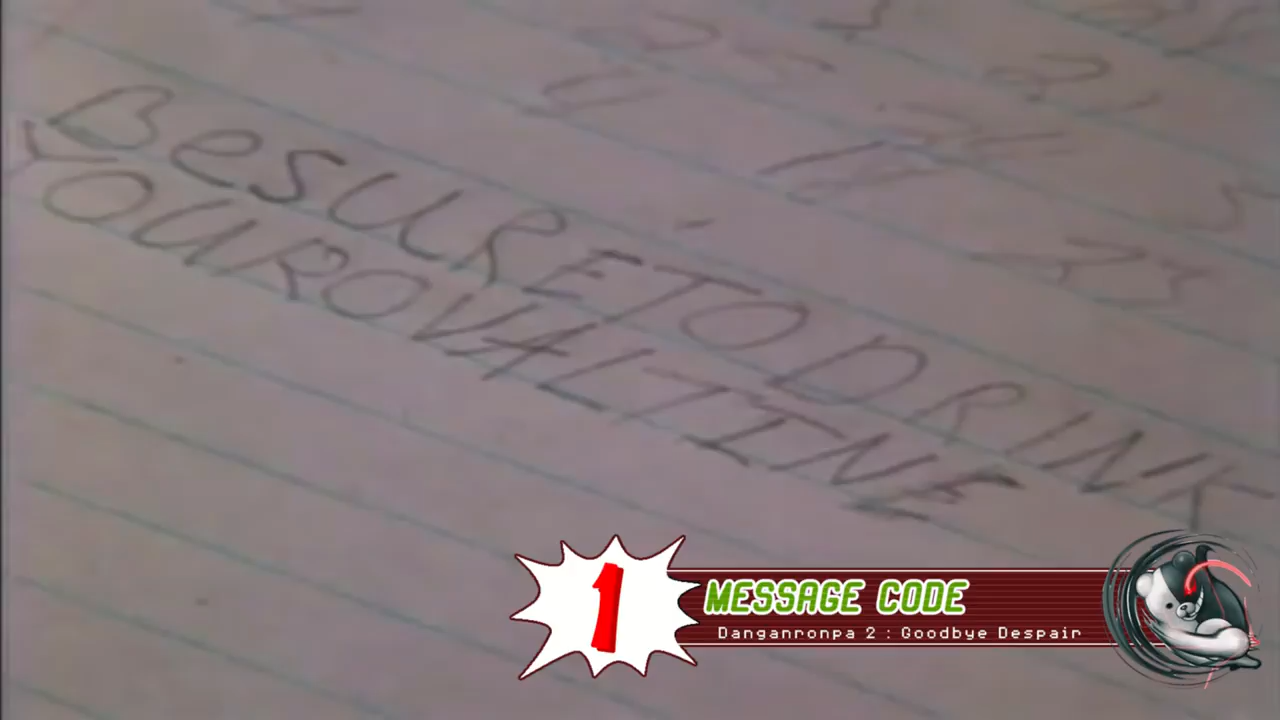 BeSURETODRINK
YOUROVALTINE
1
MESSAGE CODE
Danganronpa 2 : Goodbye Despair